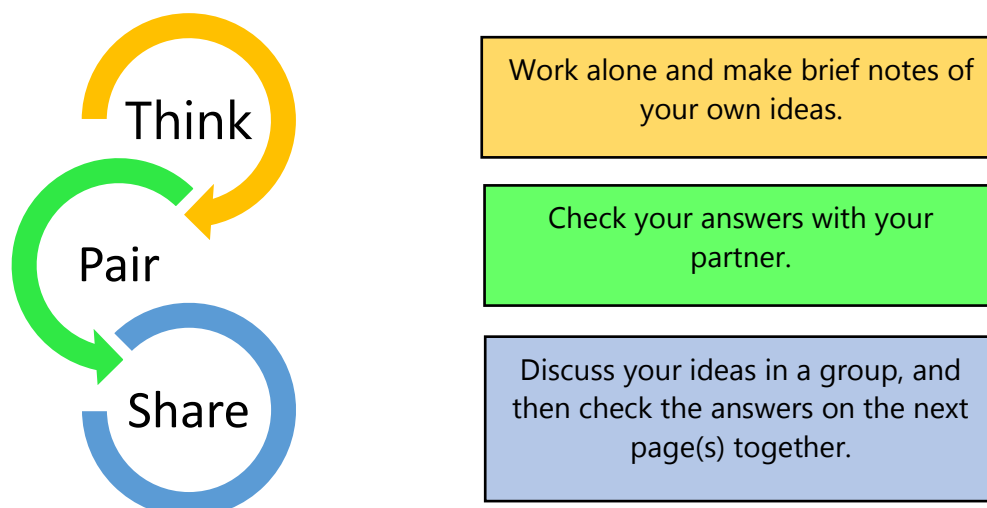 Think
Work alone and make brief notes of
your own ideas.
Pair
Check your answers with your
partner.
Share
Discuss your ideas in a group, and
then check the answers on the next
page(s) together.